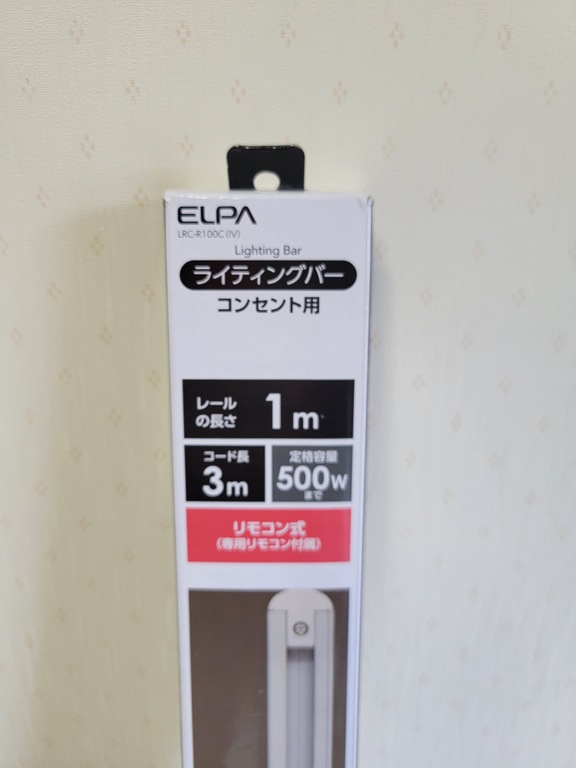 ELPA
LRC-R100C(IV)
Lighting Bar
ライティングバー
コンセント用
レール
の長さ 1m
コード長
3m
定格容量
500W
まで
リモコン式
(専用リモコン付属)